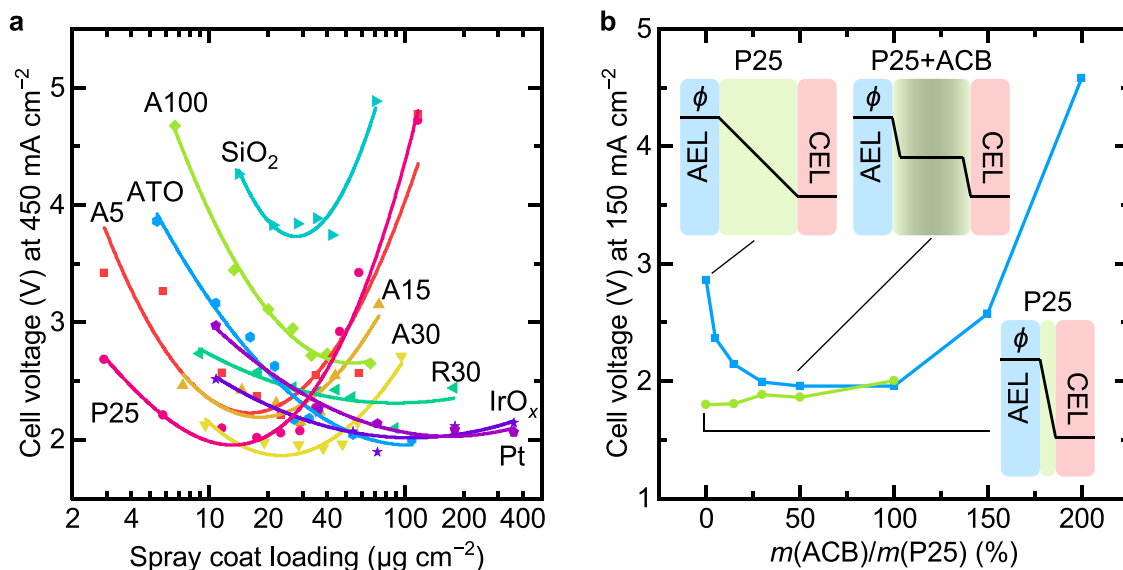 a
Cell voltage (V) at 450 mA cm⁻²
5
4
3
2
A100
SiO₂
ATO
A5
A15
A30
P25
R30
IrOₓ
Pt
2 4 10 20 40 100 200 400
Spray coat loading (µg cm⁻²)
b
Cell voltage (V) at 150 mA cm⁻²
5
4
3
2
1
P25
ϕ
AEL
CEL
P25+ACB
ϕ
AEL
CEL
P25
ϕ
AEL
CEL
0 50 100 150 200
m(ACB)/m(P25) (%)